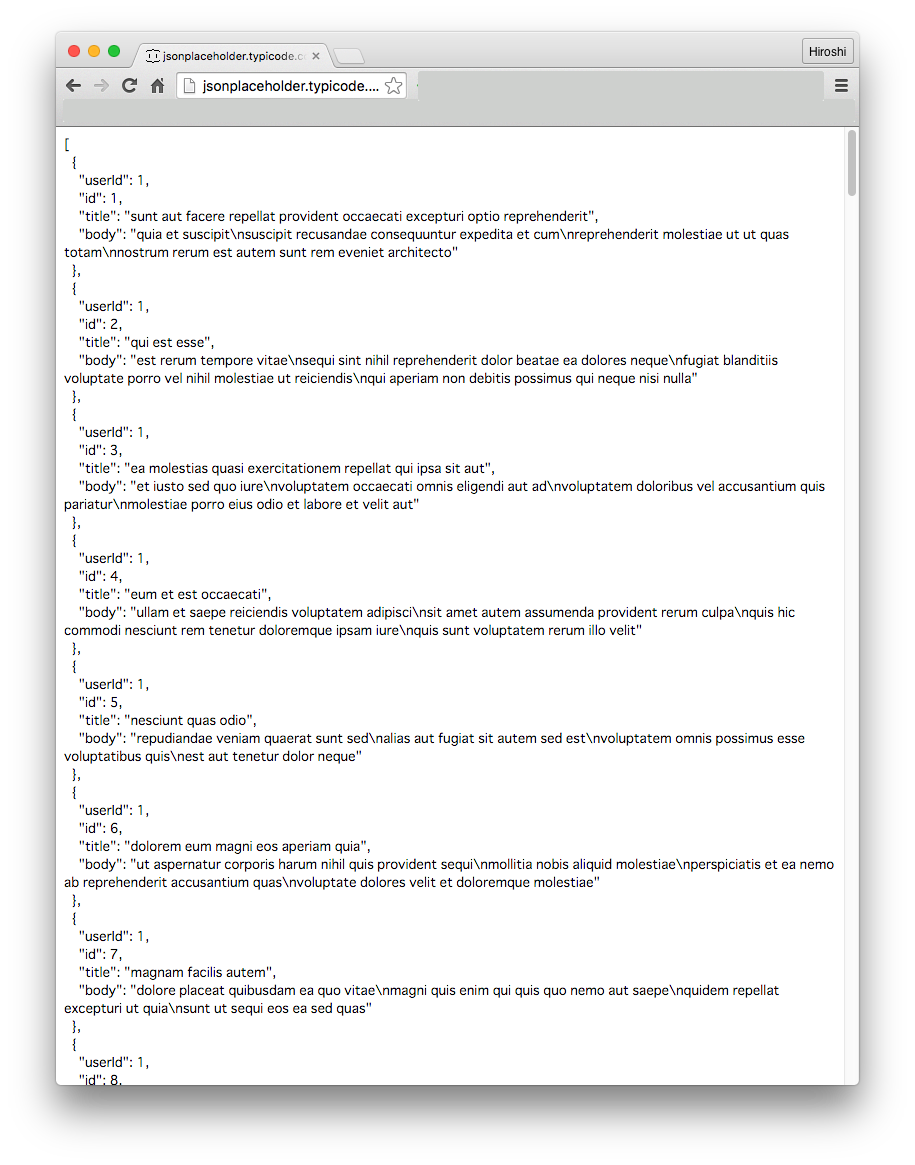 jsonplaceholder.typicode.c
Hiroshi
jsonplaceholder.typicode....
[
{
"userId": 1,
"id": 1,
"title": "sunt aut facere repellat provident occaecati excepturi optio reprehenderit",
"body": "quia et suscipit\nsuscipit recusandae consequuntur expedita et cum\nreprehenderit molestiae ut ut quas
totam\nnostrum rerum est autem sunt rem eveniet architecto"
},
{
"userId": 1,
"id": 2,
"title": "qui est esse",
"body": "est rerum tempore vitae\nsequi sint nihil reprehenderit dolor beatae ea dolores neque\nfugiat blanditiis
voluptate porro vel nihil molestiae ut reiciendis\nqui aperiam non debitis possimus qui neque nisi nulla"
},
{
"userId": 1,
"id": 3,
"title": "ea molestias quasi exercitationem repellat qui ipsa sit aut",
"body": "et iusto sed quo iure\nvoluptatem occaecati omnis eligendi aut ad\nvoluptatem doloribus vel accusantium quis
pariatur\nmolestiae porro eius odio et labore et velit aut"
},
{
"userId": 1,
"id": 4,
"title": "eum et est occaecati",
"body": "ullam et saepe reiciendis voluptatem adipisci\nsit amet autem assumenda provident rerum culpa\nquis hic
commodi nesciunt rem tenetur doloremque ipsam iure\nquis sunt voluptatem rerum illo velit"
},
{
"userId": 1,
"id": 5,
"title": "nesciunt quas odio",
"body": "repudiandae veniam quaerat sunt sed\nalias aut fugiat sit autem sed est\nvoluptatem omnis possimus esse
voluptatibus quis\nest aut tenetur dolor neque"
},
{
"userId": 1,
"id": 6,
"title": "dolorem eum magni eos aperiam quia",
"body": "ut aspernatur corporis harum nihil quis provident sequi\nmollitia nobis aliquid molestiae\nperspiciatis et ea nemo
ab reprehenderit accusantium quas\nvoluptate dolores velit et doloremque molestiae"
},
{
"userId": 1,
"id": 7,
"title": "magnam facilis autem",
"body": "dolore placeat quibusdam ea quo vitae\nmagni quis enim qui quis quo nemo aut saepe\nquidem repellat
excepturi ut quia\nsunt ut sequi eos ea sed quas"
},
{
"userId": 1,
"id": 8,